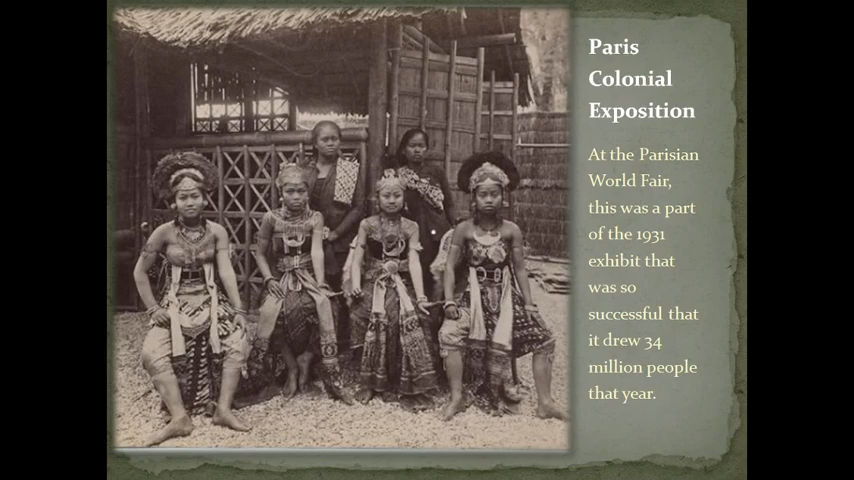 Paris
Colonial
Exposition
At the Parisian
World Fair,
this was a part
of the 1931
exhibit that
was so
successful that
it drew 34
million people
that year.